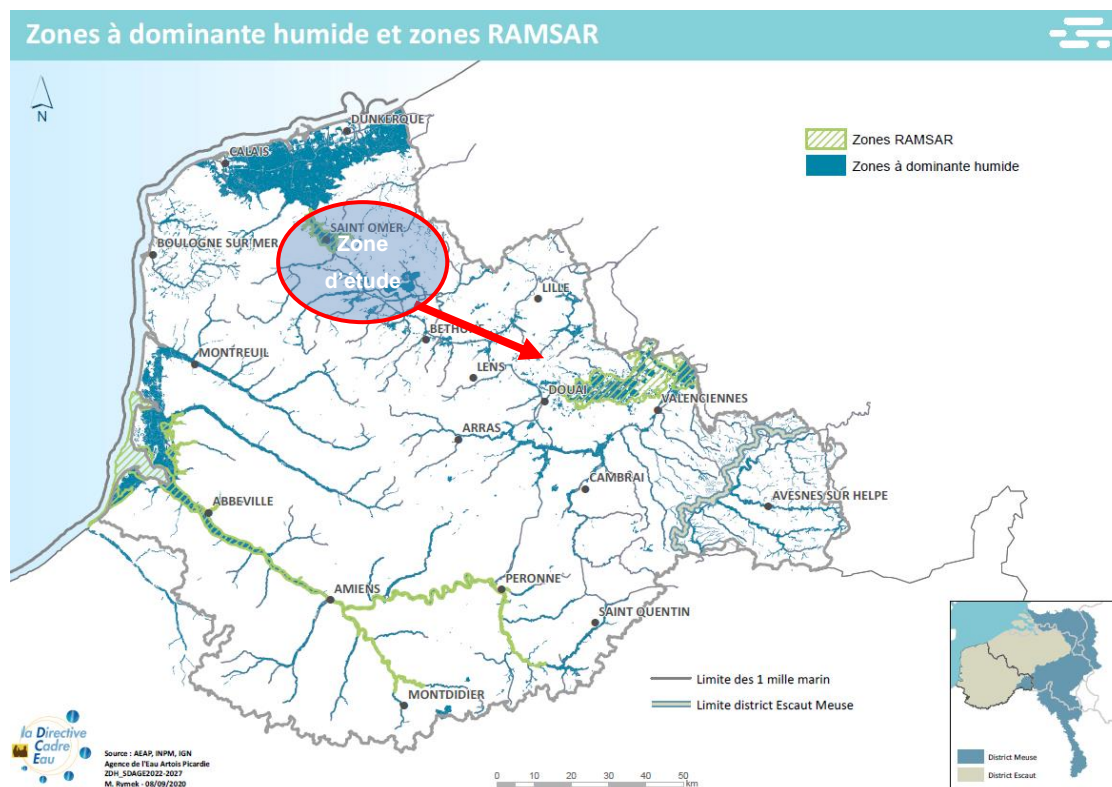 Zones à dominante humide et zones RAMSAR
N
DUNKERQUE
CALAIS
Zones RAMSAR
Zones à dominante humide
SAINT OMER
BOULOGNE SUR MER
Zone
d'étude
LILLE
BETHUNE
MONTREUIL
LENS
DOUAI
VALENCIENNES
ARRAS
CAMBRAI
AVESNES SUR HELPE
ABBEVILLE
PERONNE
AMIENS
SAINT QUENTIN
Limite des 1 mille marin
MONTDIDIER
Limite district Escaut Meuse
la Directive
Cadre
Eau
Source : AEAP, INPM, IGN
Agence de l'Eau Artois Picardie
ZDH_SDAGE2022-2027
M. Rymek - 08/09/2020
0 10 20 30 40 50
km
District Meuse
District Escaut